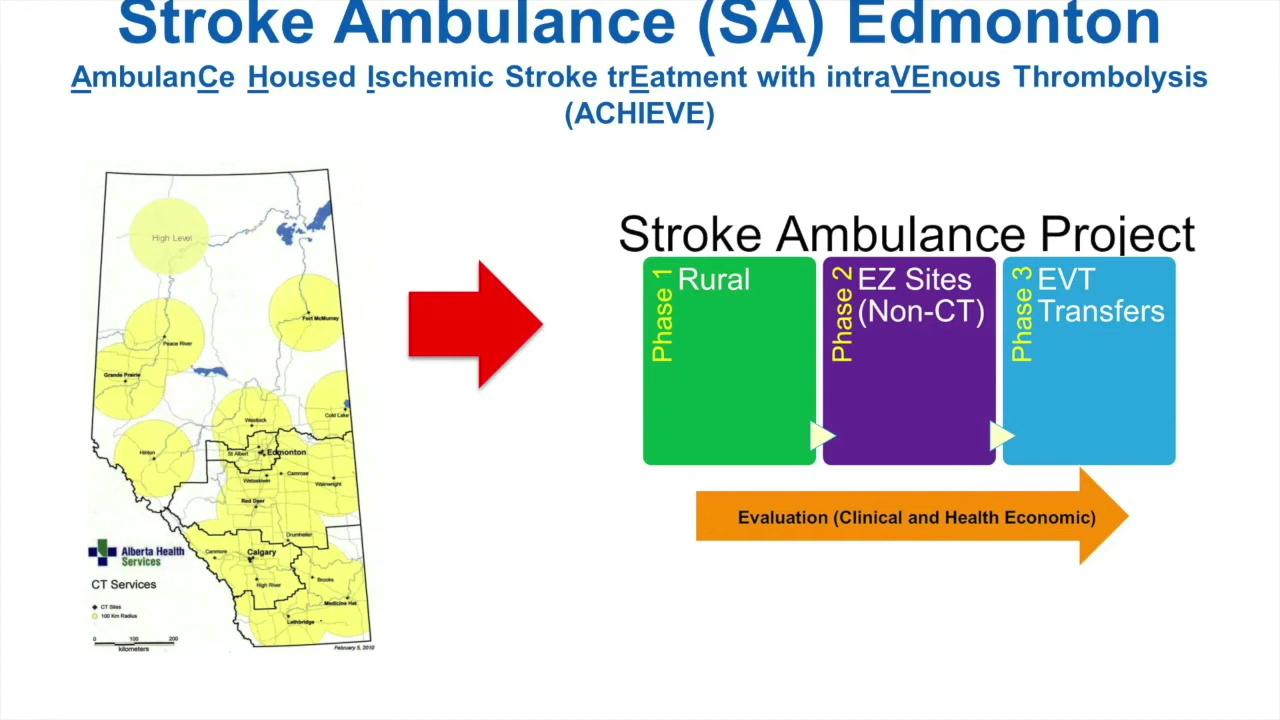 Stroke Ambulance (SA) Edmonton
AmbulanCe Housed Ischemic Stroke trEatment with intraVEnous Thrombolysis
(ACHIEVE)
High Level
Fort McMurray
Peace River
Grande Prairie
Cold Lake
Westlock
St Albert
Edmonton
Hinton
Camrose
Wetaskiwin
Wainwright
Red Deer
Drumheller
Canmore
Calgary
Brooks
High River
Medicine Hat
Lethbridge
Alberta Health
Services
CT Services
CT Sites
100 Km Radius
0 100 200
kilometers
February 5, 2010
Stroke Ambulance Project
Phase 1
Rural
Phase 2
EZ Sites
(Non-CT)
Phase 3
EVT
Transfers
Evaluation (Clinical and Health Economic)